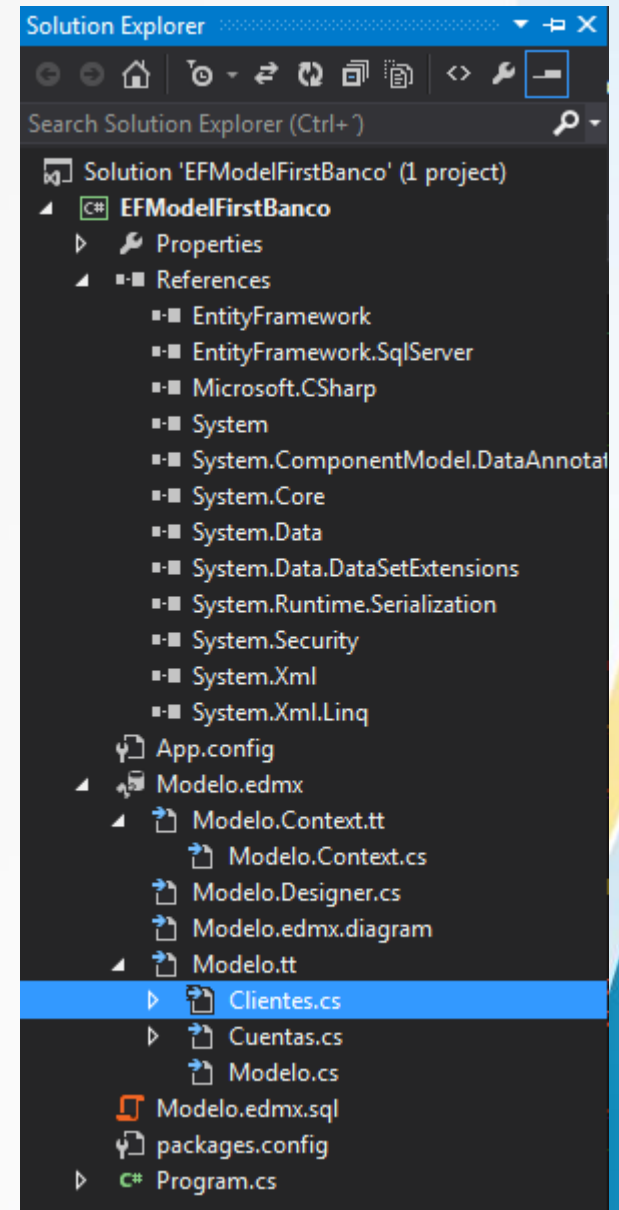 Solution Explorer
Search Solution Explorer (Ctrl+´)
Solution 'EFModelFirstBanco' (1 project)
C# EFModelFirstBanco
Properties
References
EntityFramework
EntityFramework.SqlServer
Microsoft.CSharp
System
System.ComponentModel.DataAnnotat
System.Core
System.Data
System.Data.DataSetExtensions
System.Runtime.Serialization
System.Security
System.Xml
System.Xml.Linq
App.config
Modelo.edmx
Modelo.Context.tt
Modelo.Context.cs
Modelo.Designer.cs
Modelo.edmx.diagram
Modelo.tt
Clientes.cs
Cuentas.cs
Modelo.cs
Modelo.edmx.sql
packages.config
C# Program.cs